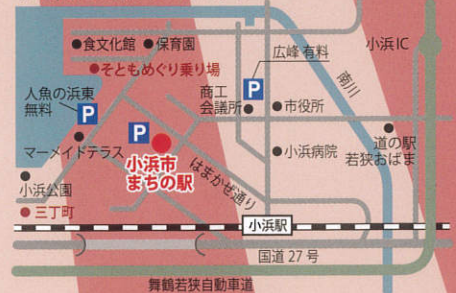 食文化館
保育園
広峰 有料
小浜IC
そともめぐり乗り場
人魚の浜東
無料
P
商工
会議所
P
市役所
南川
P
マーメイドテラス
小浜市
まちの駅
小浜病院
道の駅
若狭おばま
はまかぜ通り
小浜公園
三丁町
小浜駅
国道27号
舞鶴若狭自動車道